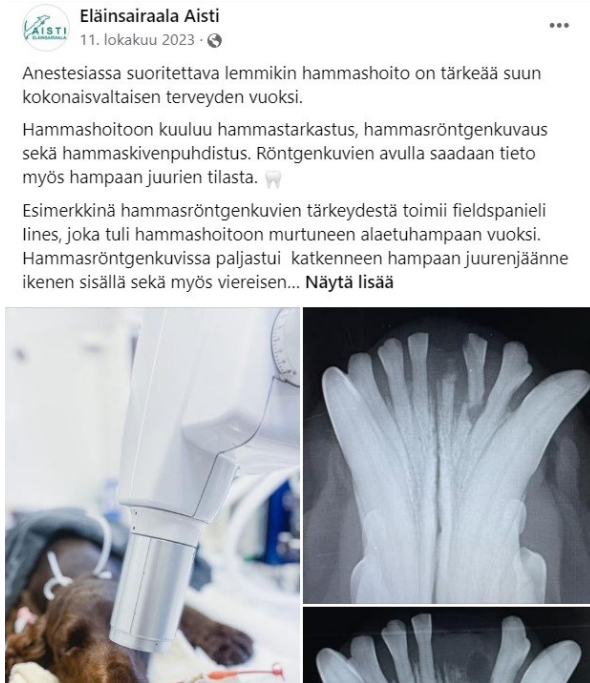 AISTI
ELÄINSAIRAALA
Eläinsairaala Aisti
11. lokakuu 2023 ·
Anestesiassa suoritettava lemmikin hammashoito on tärkeää suun
kokonaisvaltaisen terveyden vuoksi.
Hammashoitoon kuuluu hammastarkastus, hammasröntgenkuvaus
sekä hammaskivenpuhdistus. Röntgenkuvien avulla saadaan tieto
myös hampaan juurien tilasta. 🦷
Esimerkkinä hammasröntgenkuvien tärkeydestä toimii fieldspanieli
Iines, joka tuli hammashoitoon murtuneen alaetuhampaan vuoksi.
Hammasröntgenkuvissa paljastui  katkenneen hampaan juurenjäänne
ikenen sisällä sekä myös viereisen... Näytä lisää